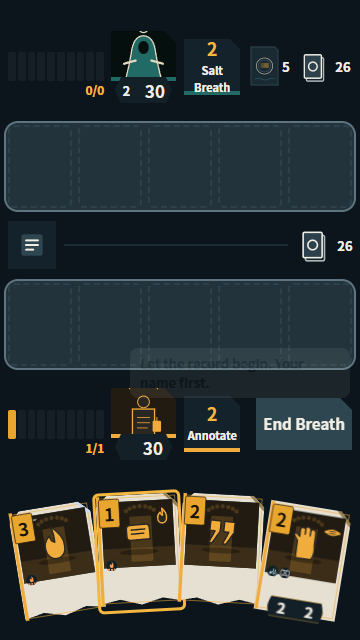 0/0
2 30
2
Salt
Breath
5
26
26
Let the record begin. Your
name first.
1/1
30
2
Annotate
End Breath
3
1
2
2
2 2